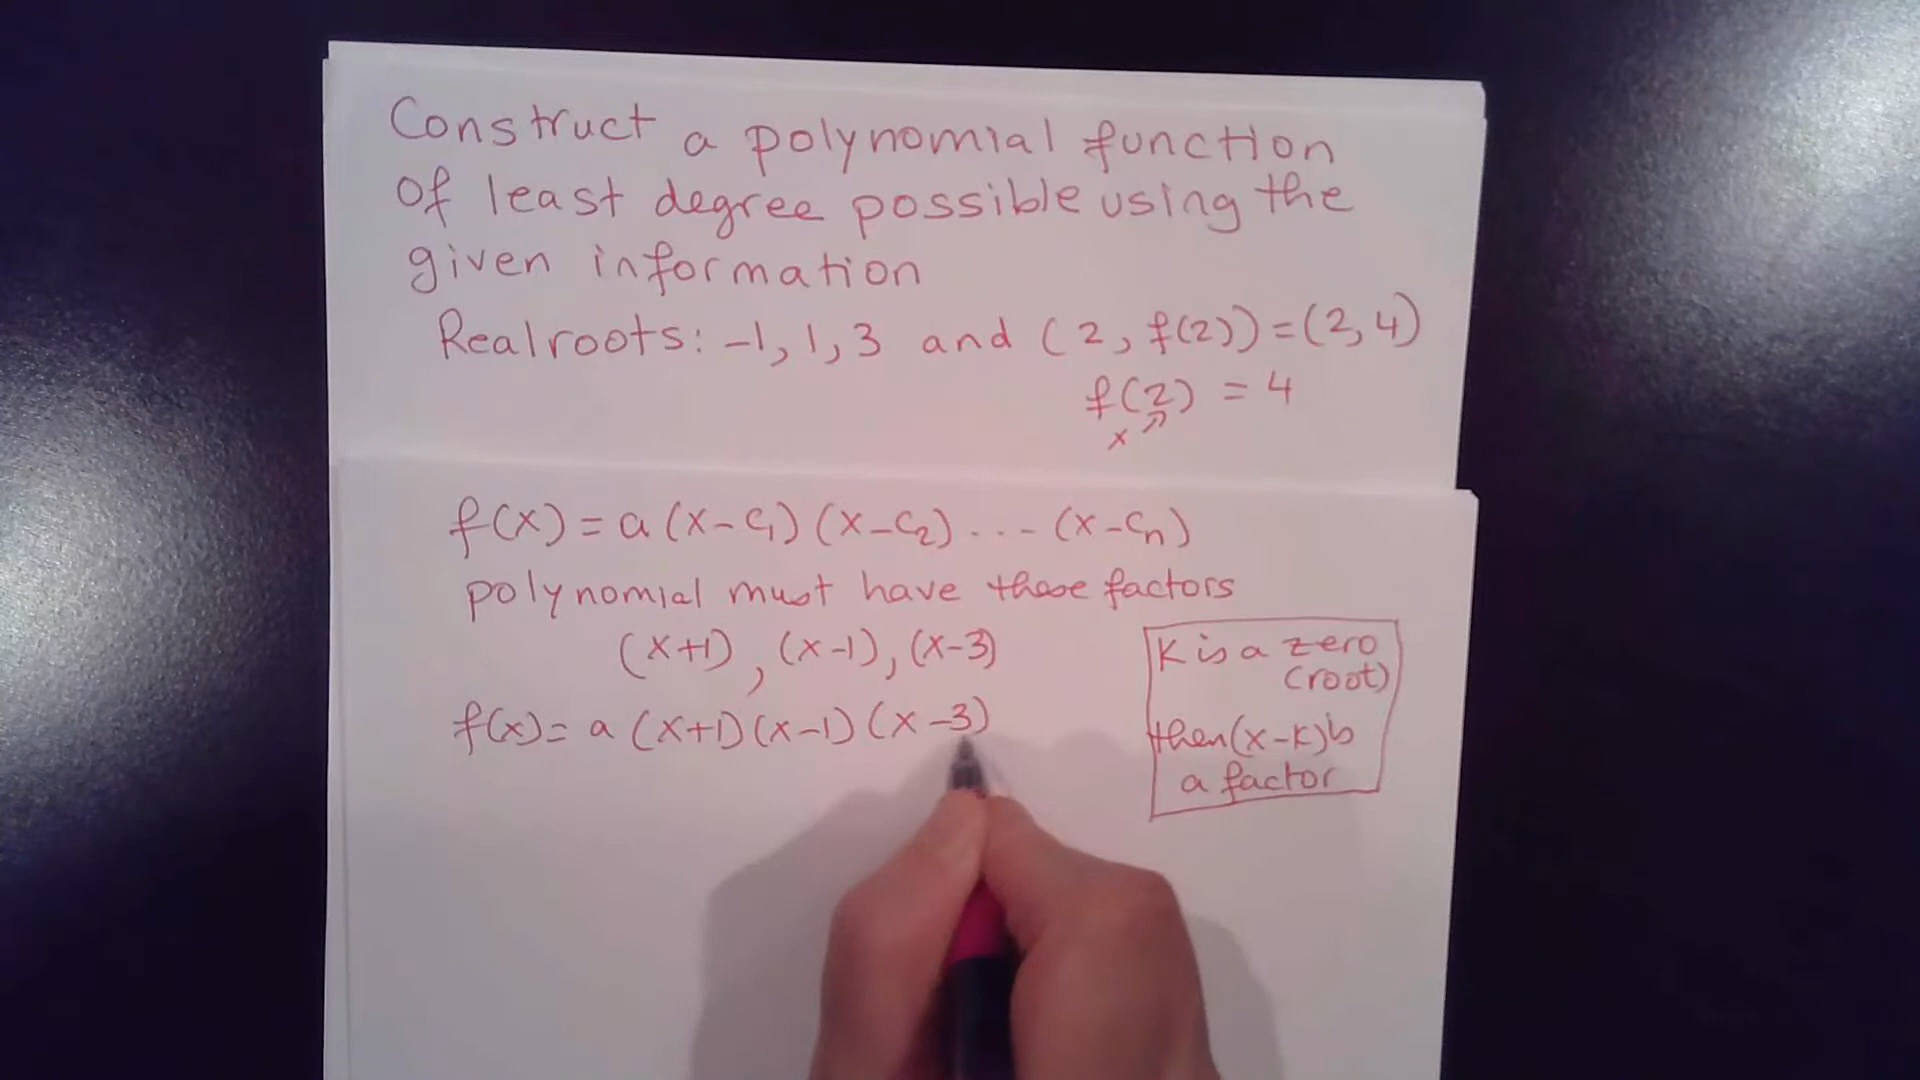 Construct a polynomial function
of least degree possible using the
given information
Real roots: -1, 1, 3 and (2, f(2)) = (2, 4)
f(2) = 4
x
f(x) = a (x - c₁) (x - c₂) ... (x - cₙ)
polynomial must have these factors
(x+1), (x-1), (x-3)
f(x) = a (x+1) (x-1) (x-3)
K is a zero
(root)
then (x-k) is
a factor